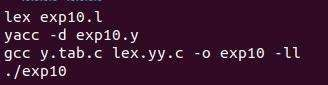 lex exp10.l
yacc -d exp10.y
gcc y.tab.c lex.yy.c -o exp10 -ll
./exp10